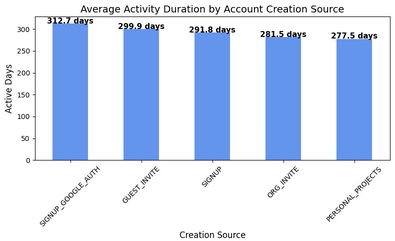 Average Activity Duration by Account Creation Source
312.7 days
299.9 days
291.8 days
281.5 days
277.5 days
Active Days
300
250
200
150
100
50
0
SIGNUP_GOOGLE_AUTH
GUEST_INVITE
SIGNUP
ORG_INVITE
PERSONAL_PROJECTS
Creation Source